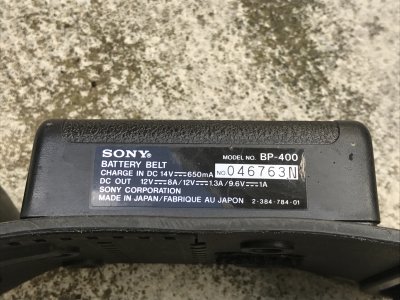 SONY® MODEL NO. BP-400
BATTERY BELT
CHARGE IN DC 14V⎓650mA NO 046763N
DC OUT 12V⎓8A/12V⎓1.3A/9.6V⎓1A
SONY CORPORATION
MADE IN JAPAN/FABRIQUE AU JAPON 2-384-784-01